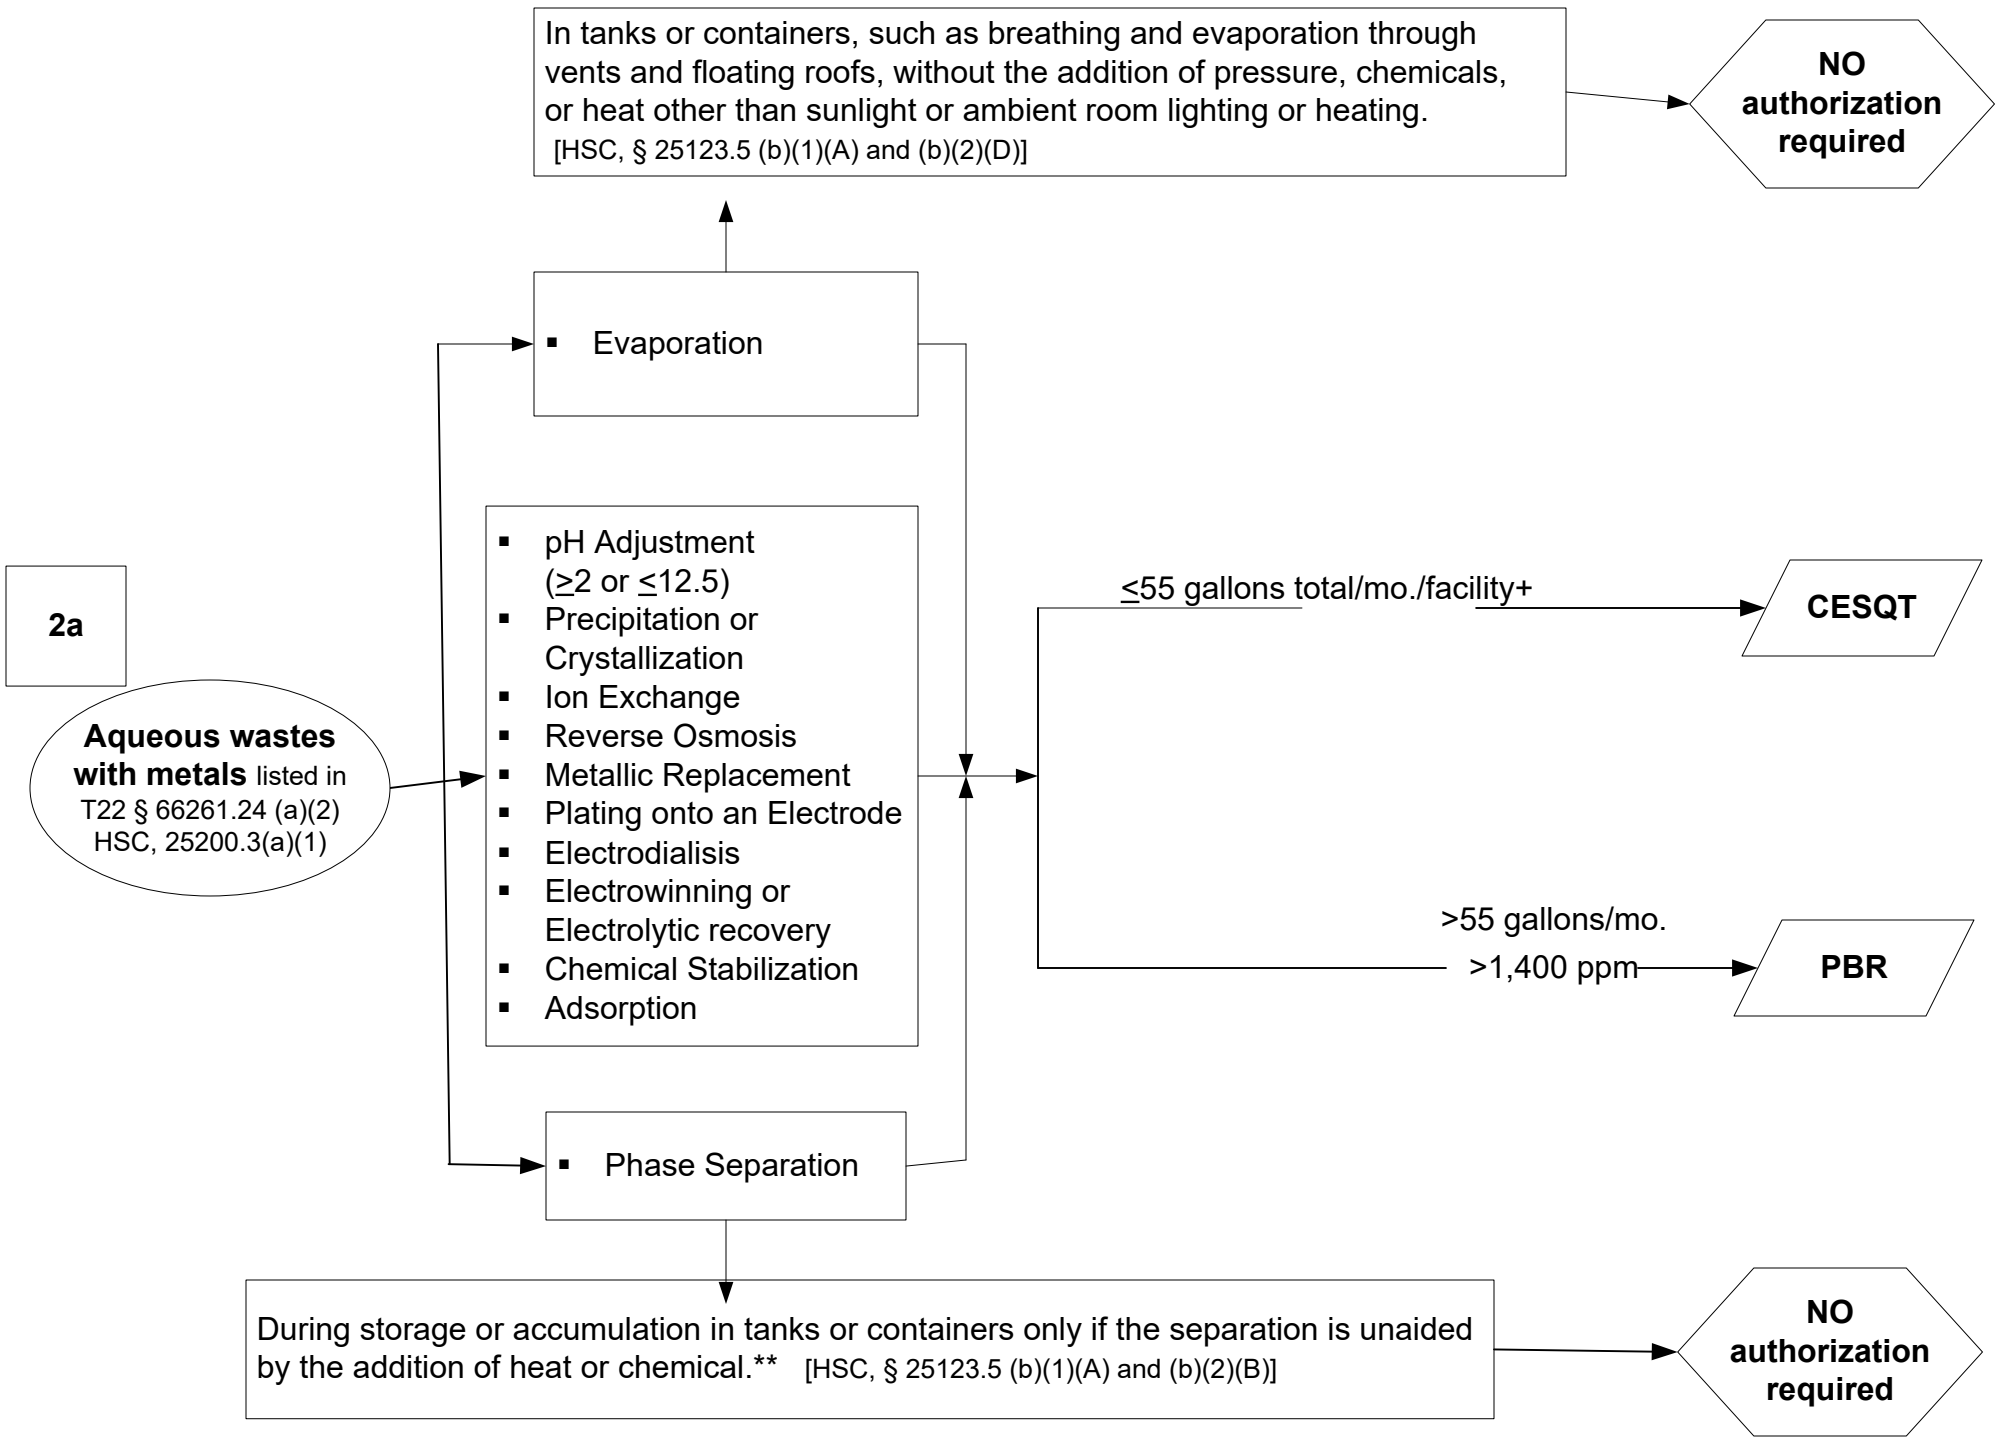 In tanks or containers, such as breathing and evaporation through
vents and floating roofs, without the addition of pressure, chemicals,
or heat other than sunlight or ambient room lighting or heating.
[HSC, § 25123.5 (b)(1)(A) and (b)(2)(D)]
NO
authorization
required
▪ Evaporation
2a
Aqueous wastes
with metals listed in
T22 § 66261.24 (a)(2)
HSC, 25200.3(a)(1)
▪ pH Adjustment
(≥2 or ≤12.5)
▪ Precipitation or
Crystallization
▪ Ion Exchange
▪ Reverse Osmosis
▪ Metallic Replacement
▪ Plating onto an Electrode
▪ Electrodialisis
▪ Electrowinning or
Electrolytic recovery
▪ Chemical Stabilization
▪ Adsorption
≤55 gallons total/mo./facility+
CESQT
>55 gallons/mo.
>1,400 ppm
PBR
▪ Phase Separation
During storage or accumulation in tanks or containers only if the separation is unaided
by the addition of heat or chemical.** [HSC, § 25123.5 (b)(1)(A) and (b)(2)(B)]
NO
authorization
required